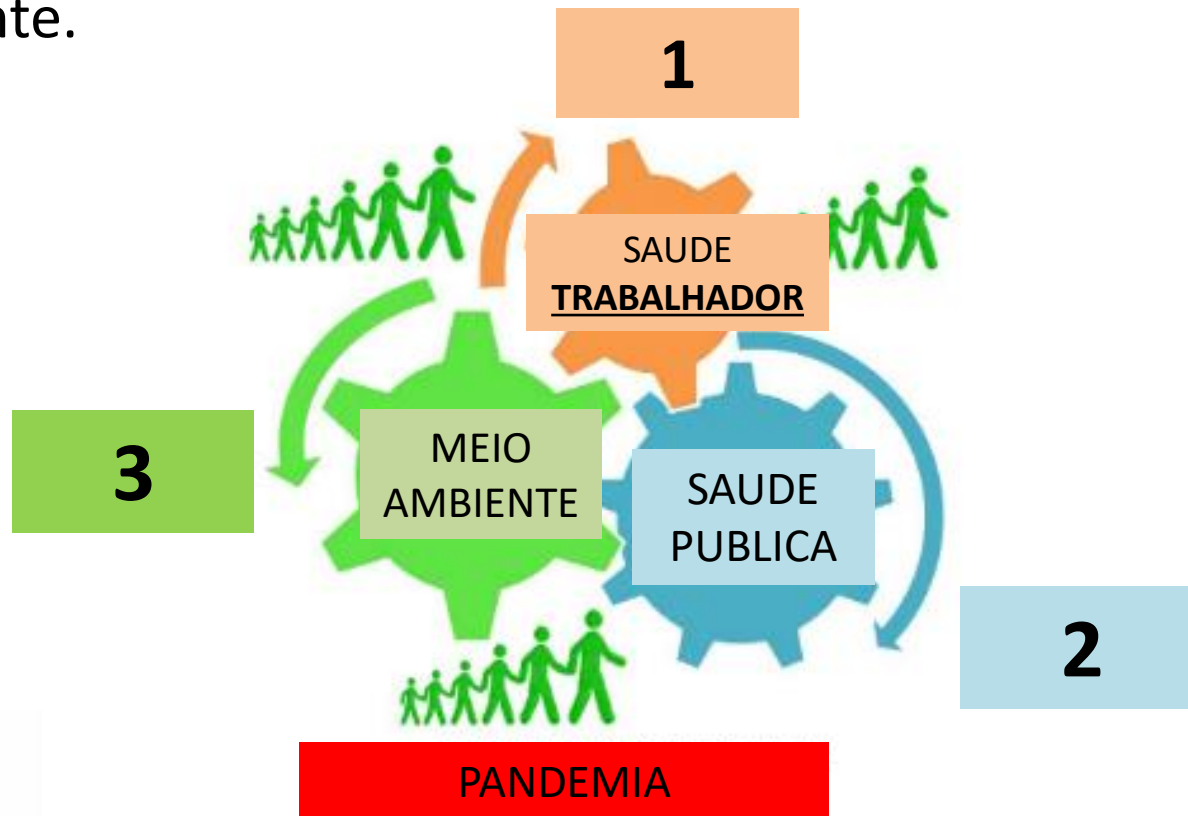 nte.
1
SAUDE
TRABALHADOR
MEIO
AMBIENTE
3
SAUDE
PUBLICA
2
PANDEMIA